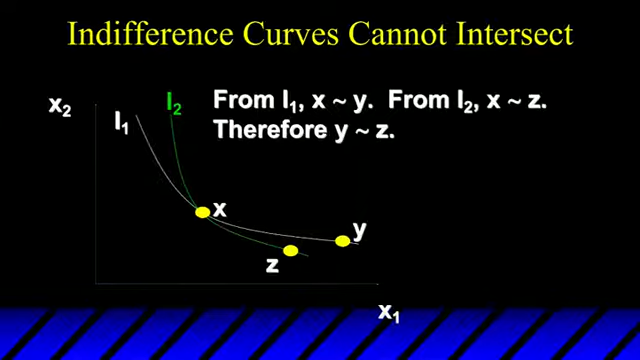 Indifference Curves Cannot Intersect
x₂
I₁
I₂
From I₁, x ~ y.  From I₂, x ~ z.
Therefore y ~ z.
x
y
z
x₁